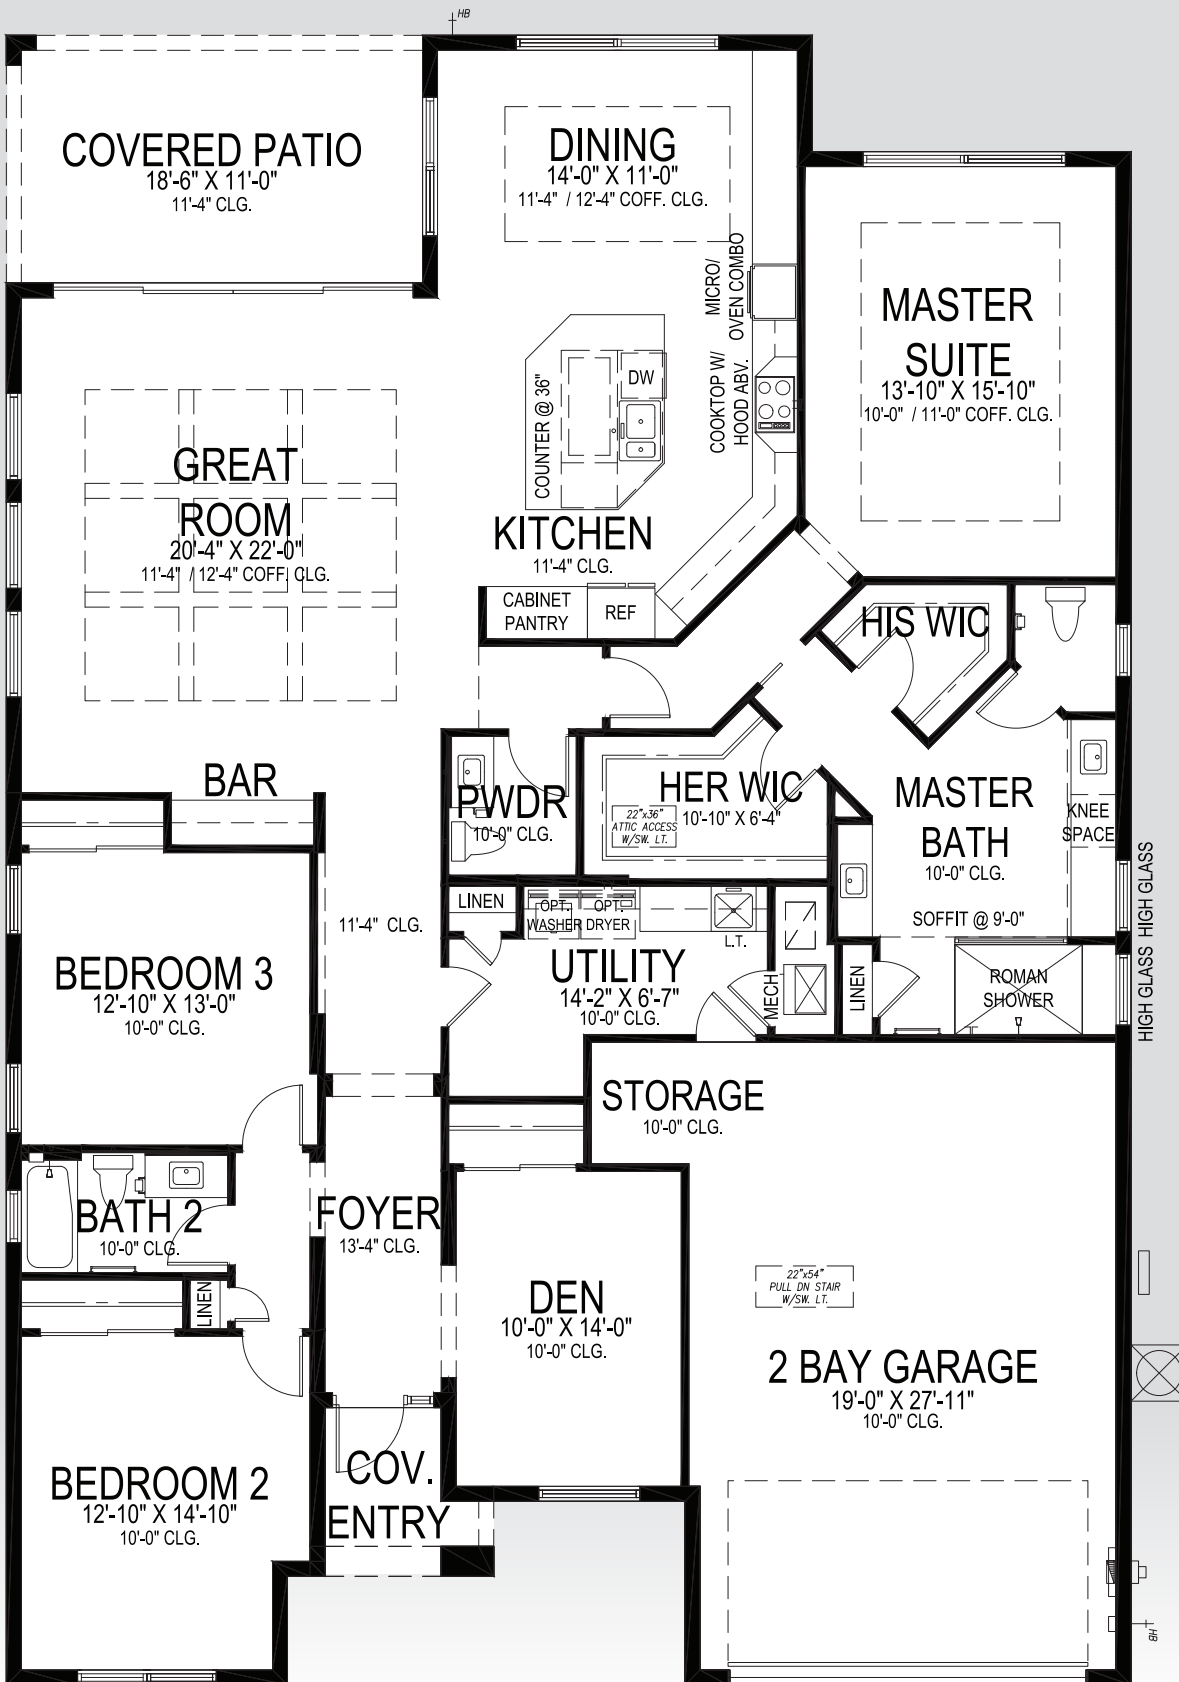 HB
COVERED PATIO
18'-6" X 11'-0"
11'-4" CLG.
DINING
14'-0" X 11'-0"
11'-4" / 12'-4" COFF. CLG.
MICRO/
OVEN COMBO
MASTER
SUITE
13'-10" X 15'-10"
10'-0" / 11'-0" COFF. CLG.
COOKTOP W/
HOOD ABV.
DW
COUNTER @ 36"
GREAT
ROOM
20'-4" X 22'-0"
11'-4" / 12'-4" COFF. CLG.
KITCHEN
11'-4" CLG.
CABINET
PANTRY
REF
HIS WIC
BAR
PWDR
10'-0" CLG.
HER WIC
10'-10" X 6'-4"
22"x36"
ATTIC ACCESS
W/SW. LT.
MASTER
BATH
10'-0" CLG.
KNEE
SPACE
SOFFIT @ 9'-0"
HIGH GLASS
HIGH GLASS
LINEN
OPT.
WASHER
OPT.
DRYER
L.T.
11'-4" CLG.
BEDROOM 3
12'-10" X 13'-0"
10'-0" CLG.
UTILITY
14'-2" X 6'-7"
10'-0" CLG.
MECH
LINEN
ROMAN
SHOWER
STORAGE
10'-0" CLG.
BATH 2
10'-0" CLG.
FOYER
13'-4" CLG.
LINEN
DEN
10'-0" X 14'-0"
10'-0" CLG.
22"x54"
PULL DN STAIR
W/SW. LT.
2 BAY GARAGE
19'-0" X 27'-11"
10'-0" CLG.
BEDROOM 2
12'-10" X 14'-10"
10'-0" CLG.
COV.
ENTRY
HB